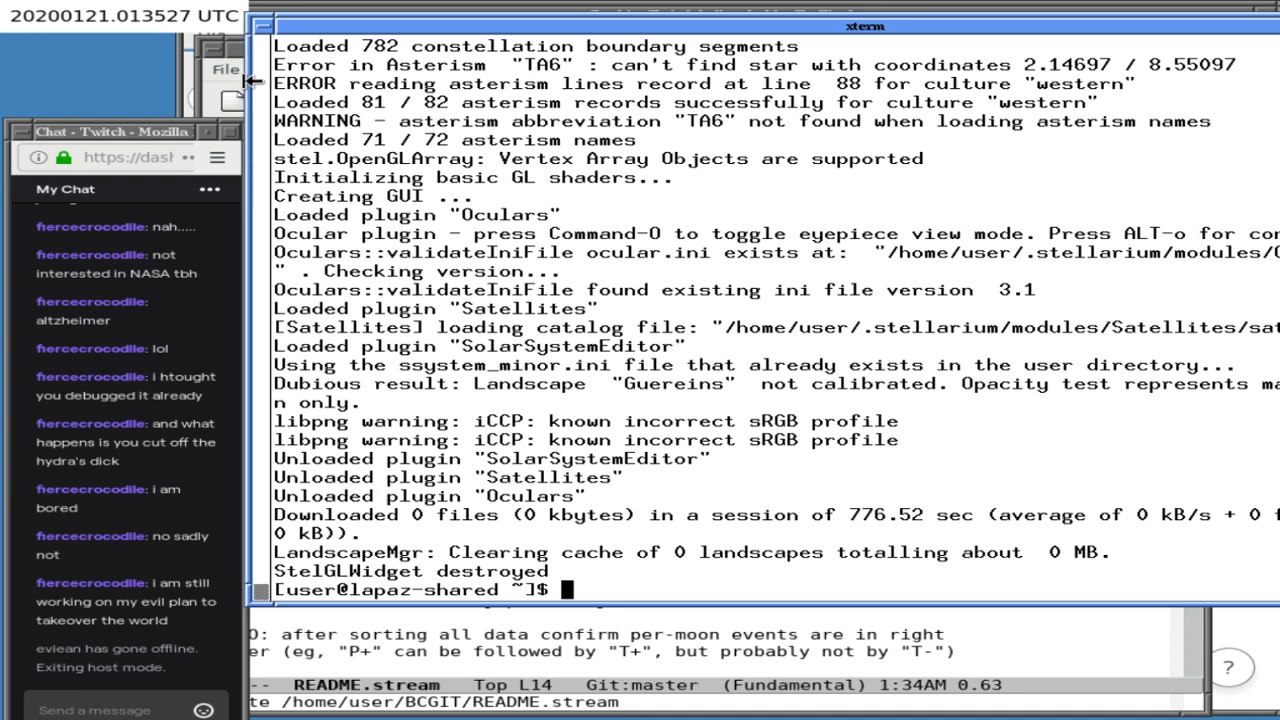 20200121.013527 UTC
xterm
File
Chat - Twitch - Mozilla
https://dash
My Chat
fiercecrocodile: nah.....
fiercecrocodile: not
interested in NASA tbh
fiercecrocodile:
altzheimer
fiercecrocodile: lol
fiercecrocodile: i htought
you debugged it already
fiercecrocodile: and what
happens is you cut off the
hydra's dick
fiercecrocodile: i am
bored
fiercecrocodile: no sadly
not
fiercecrocodile: i am still
working on my evil plan to
takeover the world
eviean has gone offline.
Exiting host mode.
Send a message
Loaded 782 constellation boundary segments
Error in Asterism  "TA6" : can't find star with coordinates 2.14697 / 8.55097
ERROR reading asterism lines record at line  88 for culture "western"
Loaded 81 / 82 asterism records successfully for culture "western"
WARNING - asterism abbreviation "TA6" not found when loading asterism names
Loaded 71 / 72 asterism names
stel.OpenGLArray: Vertex Array Objects are supported
Initializing basic GL shaders...
Creating GUI ...
Loaded plugin "Oculars"
Ocular plugin - press Command-O to toggle eyepiece view mode. Press ALT-o for con
Oculars::validateIniFile ocular.ini exists at:  "/home/user/.stellarium/modules/O
" . Checking version...
Oculars::validateIniFile found existing ini file version  3.1
Loaded plugin "Satellites"
[Satellites] loading catalog file: "/home/user/.stellarium/modules/Satellites/sat
Loaded plugin "SolarSystemEditor"
Using the ssystem_minor.ini file that already exists in the user directory...
Dubious result: Landscape  "Guereins"  not calibrated. Opacity test represents ma
n only.
libpng warning: iCCP: known incorrect sRGB profile
libpng warning: iCCP: known incorrect sRGB profile
Unloaded plugin "SolarSystemEditor"
Unloaded plugin "Satellites"
Unloaded plugin "Oculars"
Downloaded 0 files (0 kbytes) in a session of 776.52 sec (average of 0 kB/s + 0 f
0 kB)).
LandscapeMgr: Clearing cache of 0 landscapes totalling about  0 MB.
StelGLWidget destroyed
[user@lapaz-shared ~]$
O: after sorting all data confirm per-moon events are in right
er (eg, "P+" can be followed by "T+", but probably not by "T-")
--  README.stream   Top L14   Git:master  (Fundamental) 1:34AM 0.63
te /home/user/BCGIT/README.stream
?